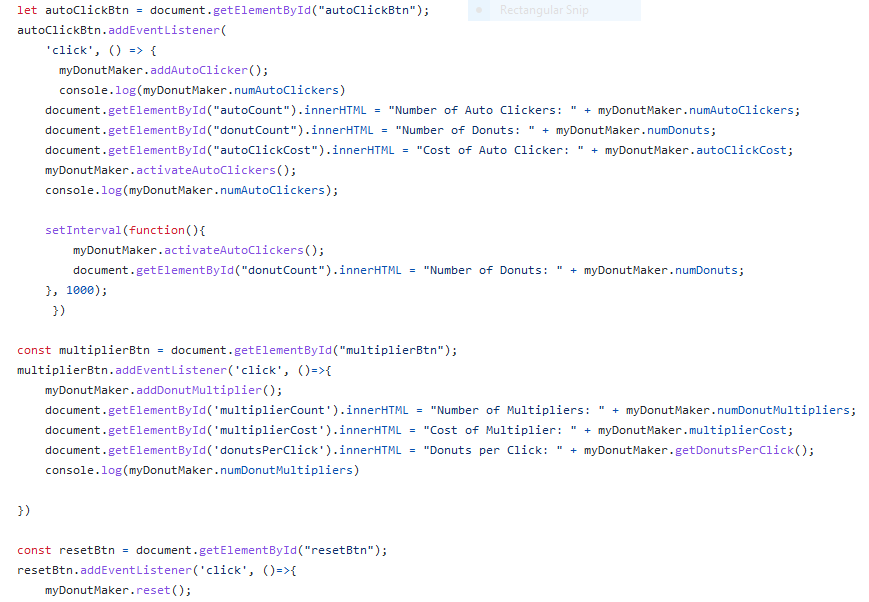 let autoClickBtn = document.getElementById("autoClickBtn");
Rectangular Snip
autoClickBtn.addEventListener(
'click', () => {
myDonutMaker.addAutoClicker();
console.log(myDonutMaker.numAutoClickers)
document.getElementById("autoCount").innerHTML = "Number of Auto Clickers: " + myDonutMaker.numAutoClickers;
document.getElementById("donutCount").innerHTML = "Number of Donuts: " + myDonutMaker.numDonuts;
document.getElementById("autoClickCost").innerHTML = "Cost of Auto Clicker: " + myDonutMaker.autoClickCost;
myDonutMaker.activateAutoClickers();
console.log(myDonutMaker.numAutoClickers);
setInterval(function(){
myDonutMaker.activateAutoClickers();
document.getElementById("donutCount").innerHTML = "Number of Donuts: " + myDonutMaker.numDonuts;
}, 1000);
})
const multiplierBtn = document.getElementById("multiplierBtn");
multiplierBtn.addEventListener('click', ()=>{
myDonutMaker.addDonutMultiplier();
document.getElementById('multiplierCount').innerHTML = "Number of Multipliers: " + myDonutMaker.numDonutMultipliers;
document.getElementById('multiplierCost').innerHTML = "Cost of Multiplier: " + myDonutMaker.multiplierCost;
document.getElementById('donutsPerClick').innerHTML = "Donuts per Click: " + myDonutMaker.getDonutsPerClick();
console.log(myDonutMaker.numDonutMultipliers)
})
const resetBtn = document.getElementById("resetBtn");
resetBtn.addEventListener('click', ()=>{
myDonutMaker.reset();